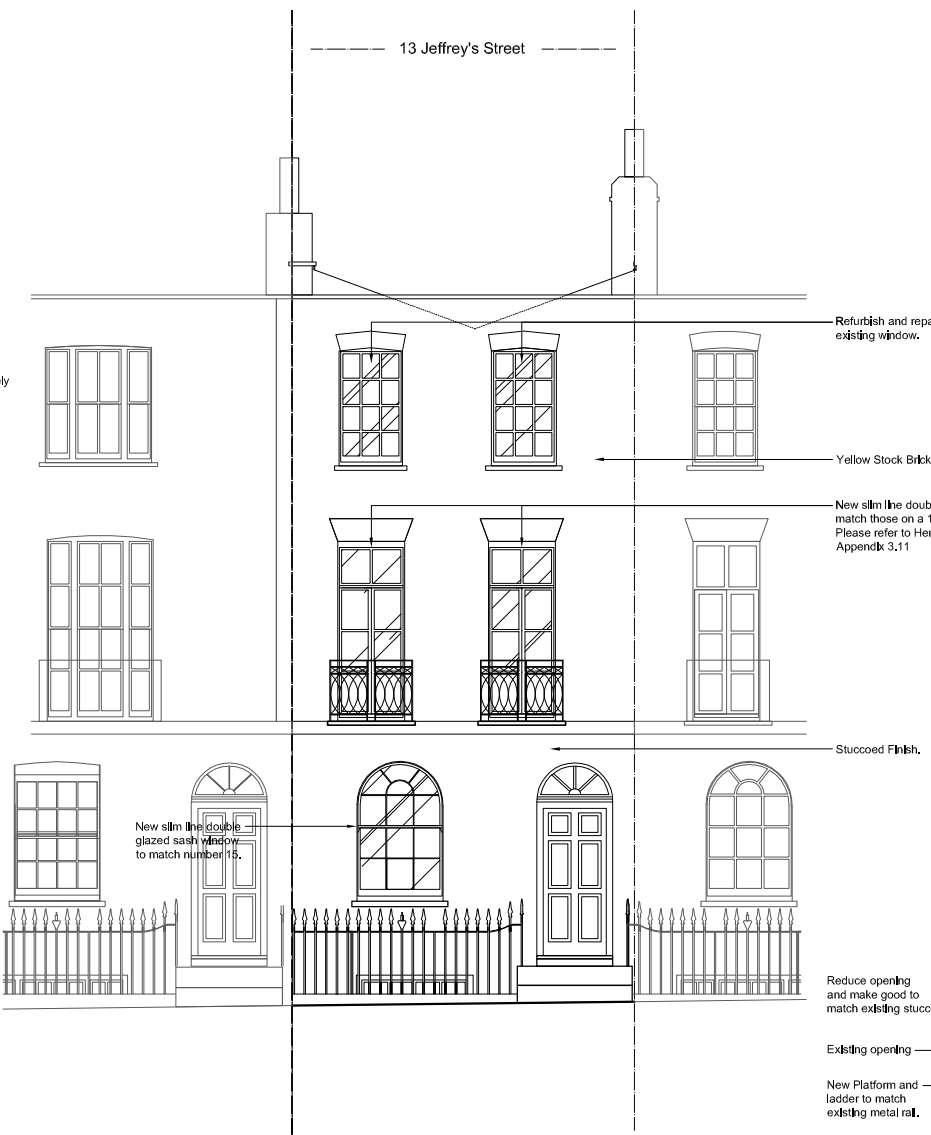 13 Jeffrey's Street
Refurbish and repa
existing window.
ely
Yellow Stock Brick
New slim line doub
match those on a 1
Please refer to Her
Appendix 3.11
Stuccoed Finish.
New slim line double
glazed sash window
to match number 15.
Reduce opening
and make good to
match existing stucc
Existing opening
New Platform and
ladder to match
existing metal rail.